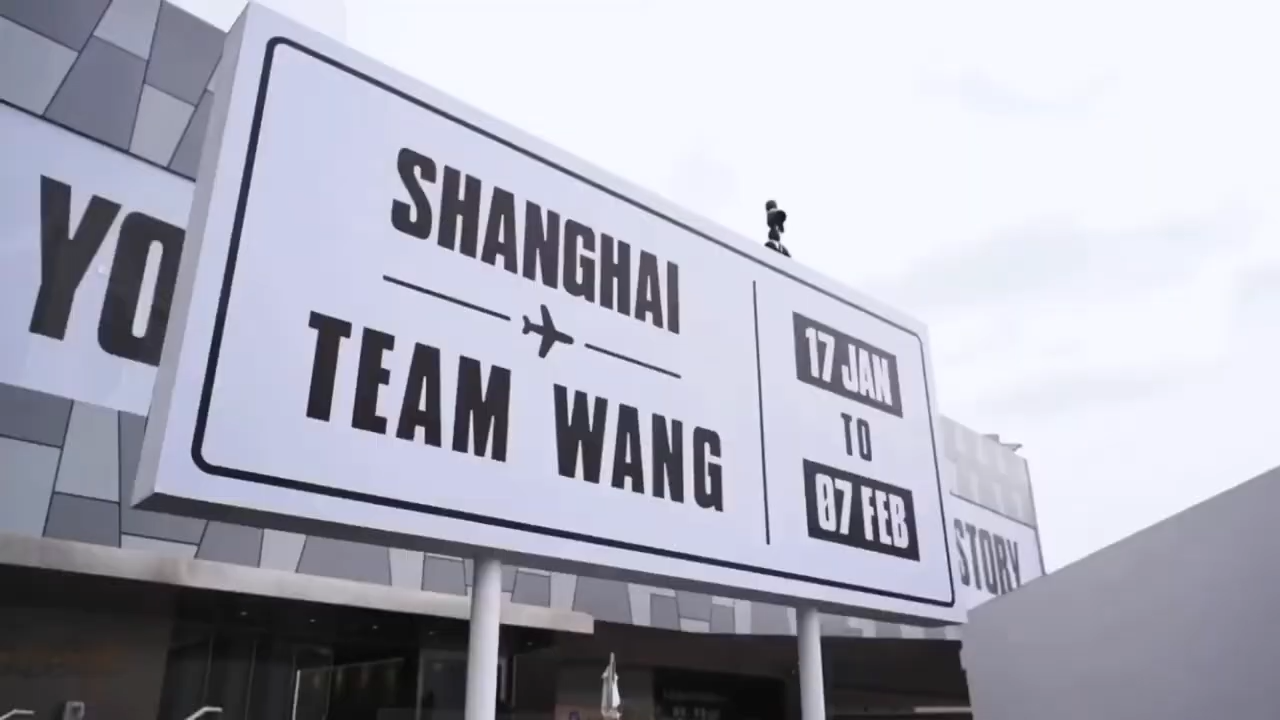 SHANGHAI
TEAM WANG
17 JAN
TO
07 FEB
YO
STORY